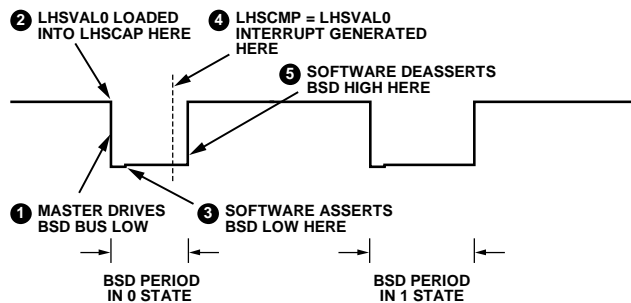 2 LHSVAL0 LOADED
INTO LHSCAP HERE
4 LHSCMP = LHSVAL0
INTERRUPT GENERATED
HERE
5 SOFTWARE DEASSERTS
BSD HIGH HERE
1 MASTER DRIVES
BSD BUS LOW
3 SOFTWARE ASSERTS
BSD LOW HERE
BSD PERIOD
IN 0 STATE
BSD PERIOD
IN 1 STATE